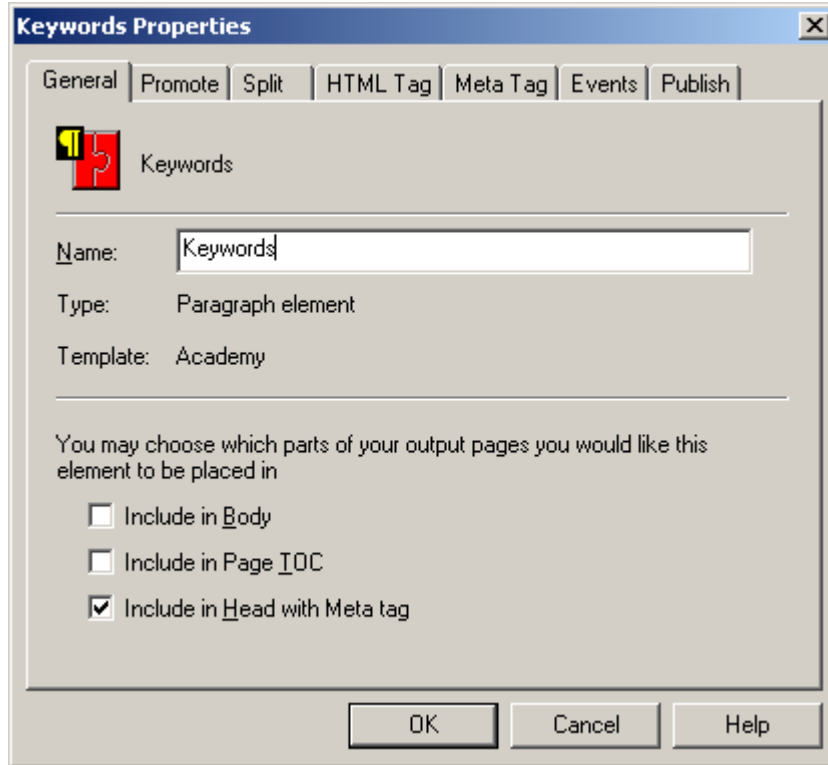 Keywords Properties
General Promote Split HTML Tag Meta Tag Events Publish
¶
Keywords
Name: Keywords
Type: Paragraph element
Template: Academy
You may choose which parts of your output pages you would like this
element to be placed in
Include in Body
Include in Page TOC
Include in Head with Meta tag
OK Cancel Help